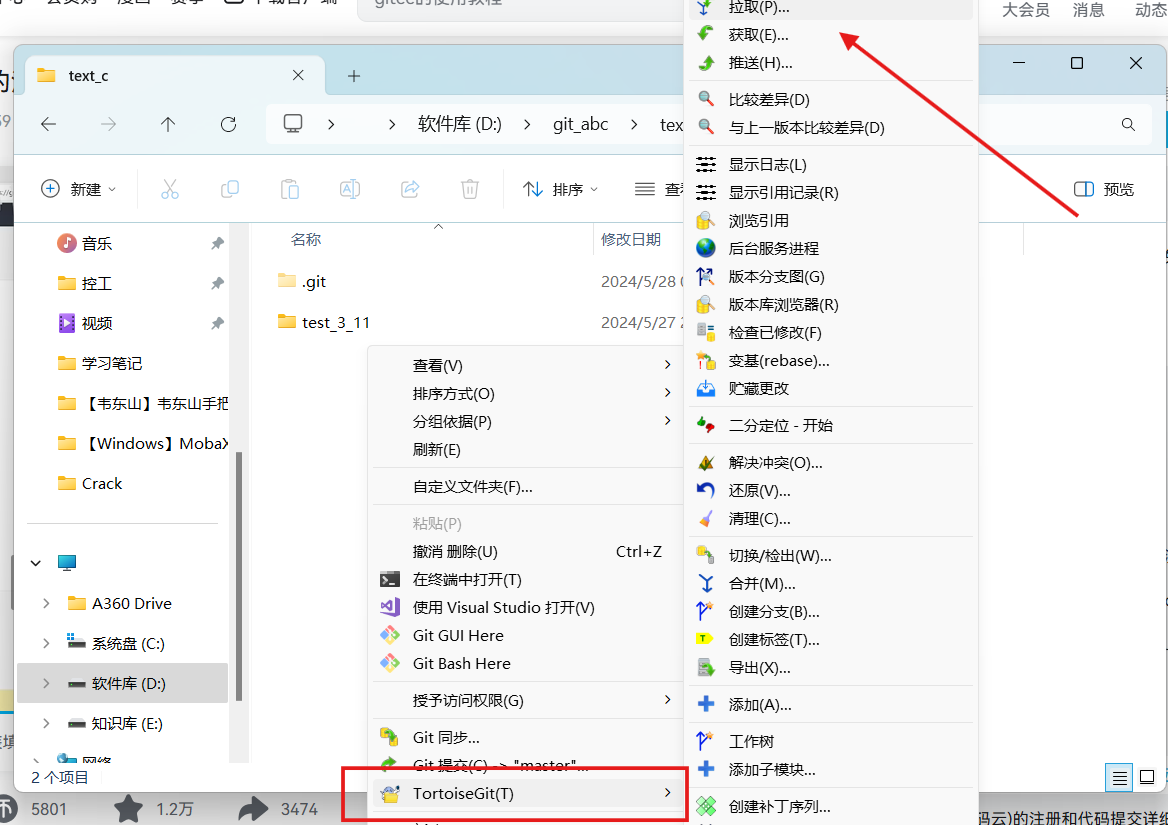 gitee的使用教程
大会员 消息 动态
text_c
软件库 (D:) git_abc
新建 排序
预览
名称 修改日期
音乐
控工
视频
学习笔记
【韦东山】韦东山手把
【Windows】MobaX
Crack
A360 Drive
系统盘 (C:)
软件库 (D:)
知识库 (E:)
网络
2 个项目
.git 2024/5/28
test_3_11 2024/5/27
查看(V)
排序方式(O)
分组依据(P)
刷新(E)
自定义文件夹(F)...
粘贴(P)
撤消 删除(U) Ctrl+Z
在终端中打开(T)
使用 Visual Studio 打开(V)
Git GUI Here
Git Bash Here
授予访问权限(G)
Git 同步...
Git 提交(C) -> "master"...
TortoiseGit(T)
拉取(P)...
获取(E)...
推送(H)...
比较差异(D)
与上一版本比较差异(D)
显示日志(L)
显示引用记录(R)
浏览引用
后台服务进程
版本分支图(G)
版本库浏览器(R)
检查已修改(F)
变基(rebase)...
贮藏更改
二分定位 - 开始
解决冲突(O)...
还原(V)...
清理(C)...
切换/检出(W)...
合并(M)...
创建分支(B)...
创建标签(T)...
导出(X)...
添加(A)...
工作树
添加子模块...
创建补丁序列...
5801 1.2万 3474
码云)的注册和代码提交详细